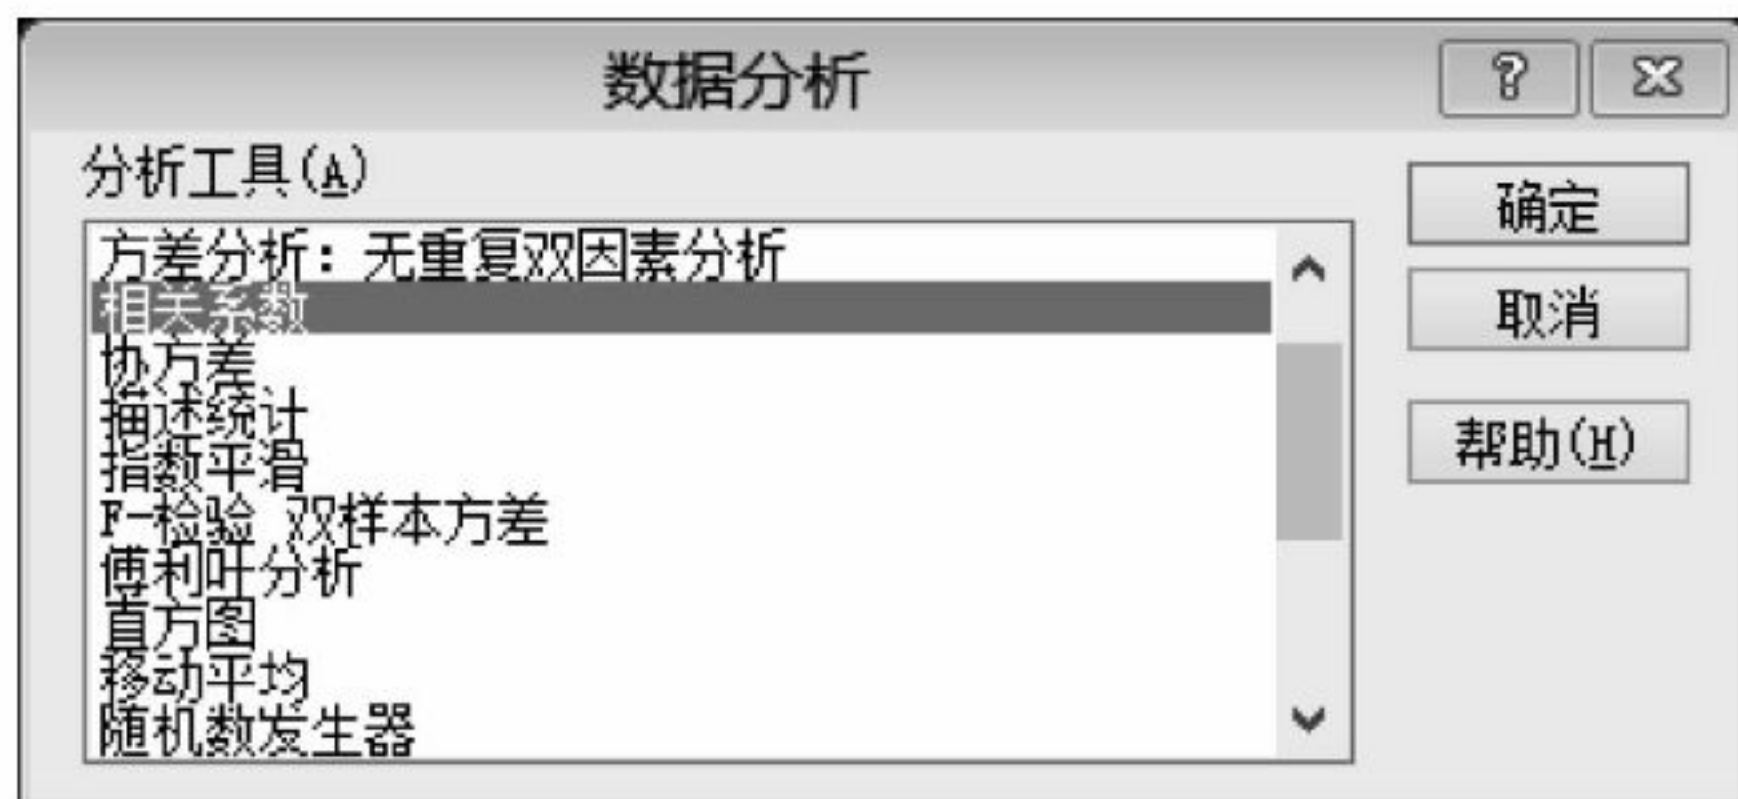 数据分析
分析工具(A)
方差分析：无重复双因素分析
相关系数
协方差
描述统计
指数平滑
F-检验 双样本方差
傅利叶分析
直方图
移动平均
随机数发生器
确定
取消
帮助(H)